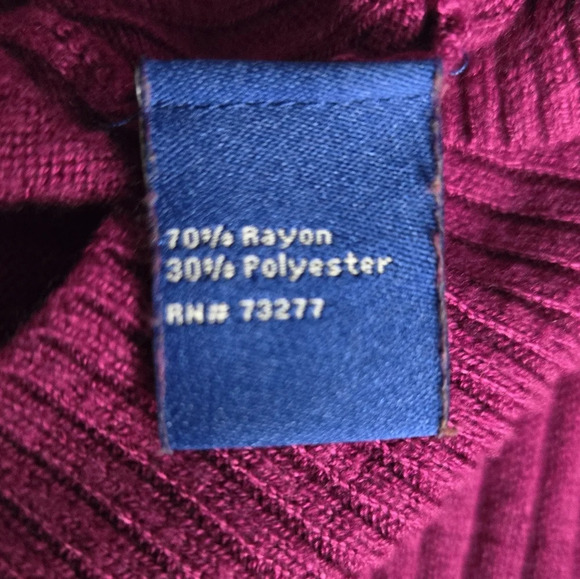 70% Rayon
30% Polyester
RN# 73277